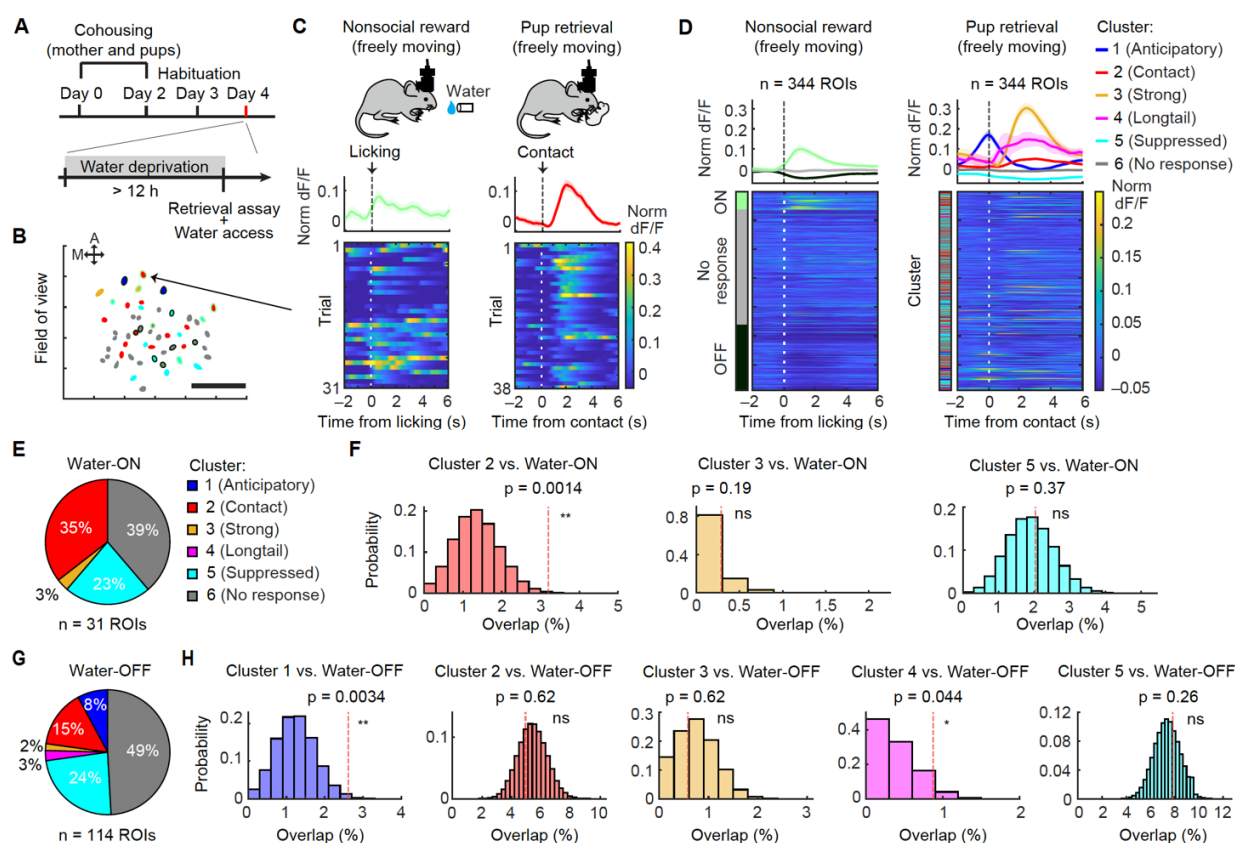 A
Cohousing
(mother and pups)
Habituation
Day 0 Day 2 Day 3 Day 4
Water deprivation
> 12 h
Retrieval assay
+
Water access
B
A
M
Field of view
C
Nonsocial reward
(freely moving)
Water
Licking
Norm dF/F
0.1
0
1
Trial
31
−2 0 2 4 6
Time from licking (s)
Pup retrieval
(freely moving)
Contact
0.1
0
Norm
dF/F
1
Trial
38
0.4
0.3
0.2
0.1
0
−2 0 2 4 6
Time from contact (s)
D
Nonsocial reward
(freely moving)
n = 344 ROIs
Norm dF/F
0.3
0.2
0.1
0
ON
No
response
OFF
−2 0 2 4 6
Time from licking (s)
Pup retrieval
(freely moving)
n = 344 ROIs
Norm dF/F
0.3
0.2
0.1
0
Cluster
−2 0 2 4 6
Time from contact (s)
Cluster:
1 (Anticipatory)
2 (Contact)
3 (Strong)
4 (Longtail)
5 (Suppressed)
6 (No response)
Norm
dF/F
0.2
0.15
0.1
0.05
0
−0.05
E
Water-ON
35%
39%
3%
23%
n = 31 ROIs
Cluster:
1 (Anticipatory)
2 (Contact)
3 (Strong)
4 (Longtail)
5 (Suppressed)
6 (No response)
F
Cluster 2 vs. Water-ON
p = 0.0014
**
Probability
0.2
0.1
0
0 1 2 3 4 5
Overlap (%)
Cluster 3 vs. Water-ON
p = 0.19
ns
0.8
0.4
0
0 0.5 1 1.5 2
Overlap (%)
Cluster 5 vs. Water-ON
p = 0.37
ns
0.2
0.1
0
0 1 2 3 4 5
Overlap (%)
G
Water-OFF
8%
15%
49%
2%
3%
24%
n = 114 ROIs
H
Cluster 1 vs. Water-OFF
p = 0.0034
**
Probability
0.2
0.1
0
0 1 2 3 4
Overlap (%)
Cluster 2 vs. Water-OFF
p = 0.62
ns
0.1
0
0 2 4 6 8 10
Overlap (%)
Cluster 3 vs. Water-OFF
p = 0.62
ns
0.3
0.2
0.1
0
0 1 2 3
Overlap (%)
Cluster 4 vs. Water-OFF
p = 0.044
*
0.4
0.2
0
0 1 2
Overlap (%)
Cluster 5 vs. Water-OFF
p = 0.26
ns
0.12
0.08
0.04
0
0 2 4 6 8 10 12
Overlap (%)